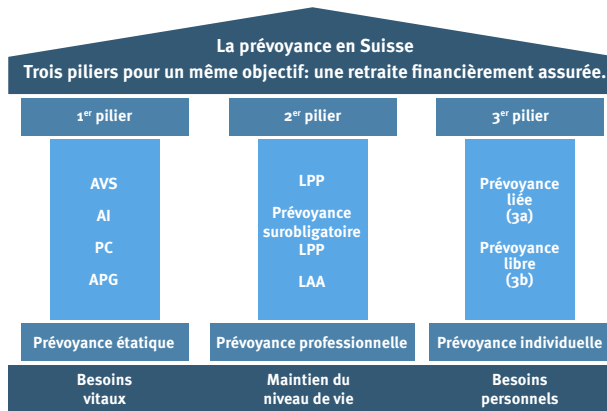 La prévoyance en Suisse
Trois piliers pour un même objectif: une retraite financièrement assurée.
1er pilier
2er pilier
3er pilier
AVS
AI
PC
APG
LPP
Prévoyance
surobligatoire
LPP
LAA
Prévoyance
liée
(3a)
Prévoyance
libre
(3b)
Prévoyance étatique
Prévoyance professionnelle
Prévoyance individuelle
Besoins
vitaux
Maintien du
niveau de vie
Besoins
personnels